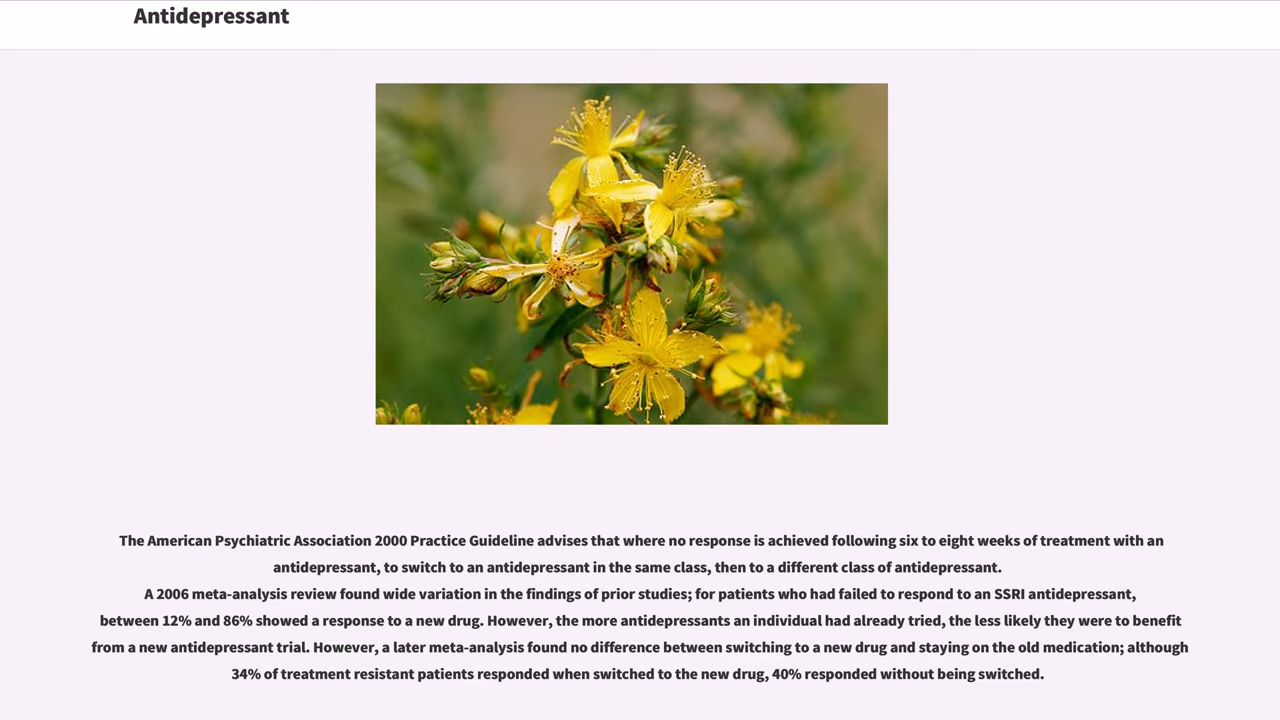 Antidepressant
The American Psychiatric Association 2000 Practice Guideline advises that where no response is achieved following six to eight weeks of treatment with an
antidepressant, to switch to an antidepressant in the same class, then to a different class of antidepressant.
A 2006 meta-analysis review found wide variation in the findings of prior studies; for patients who had failed to respond to an SSRI antidepressant,
between 12% and 86% showed a response to a new drug. However, the more antidepressants an individual had already tried, the less likely they were to benefit
from a new antidepressant trial. However, a later meta-analysis found no difference between switching to a new drug and staying on the old medication; although
34% of treatment resistant patients responded when switched to the new drug, 40% responded without being switched.